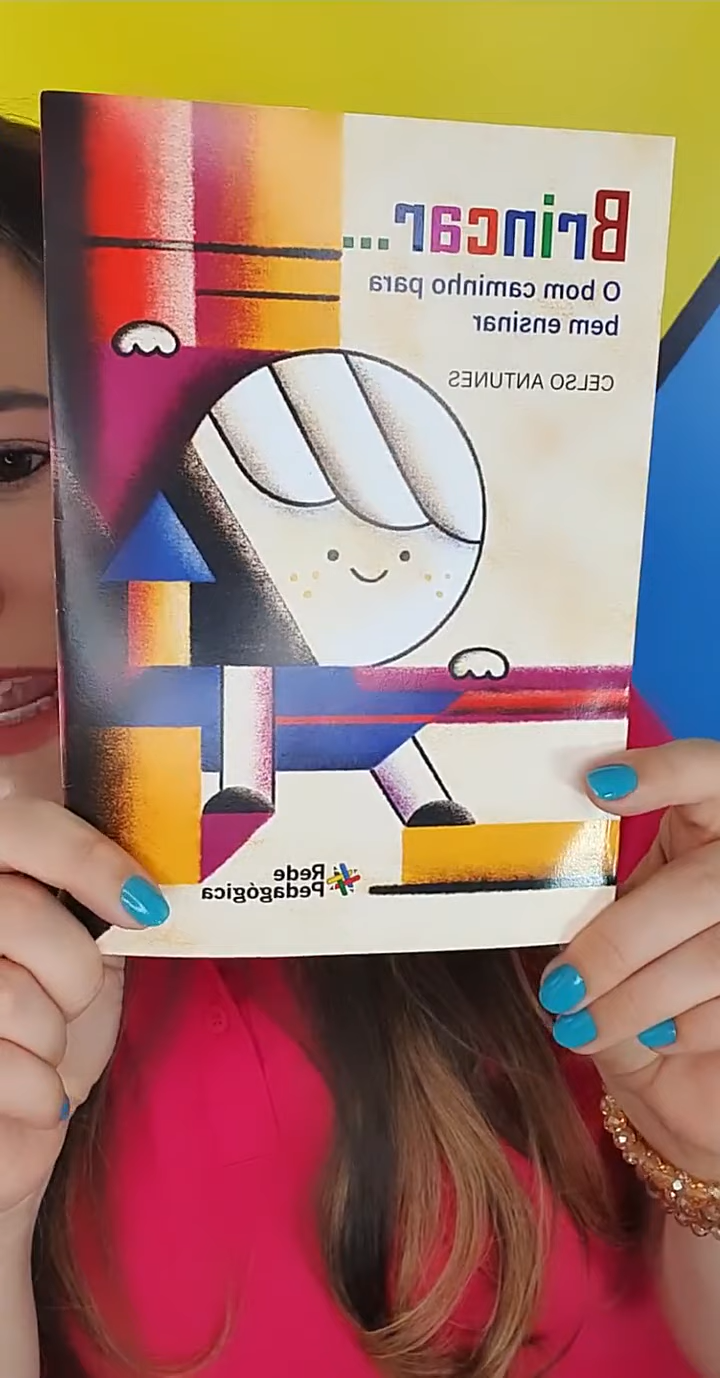 Brincar...
O bom caminho para
bem ensinar
CELSO ANTUNES
Rede
Pedagógica